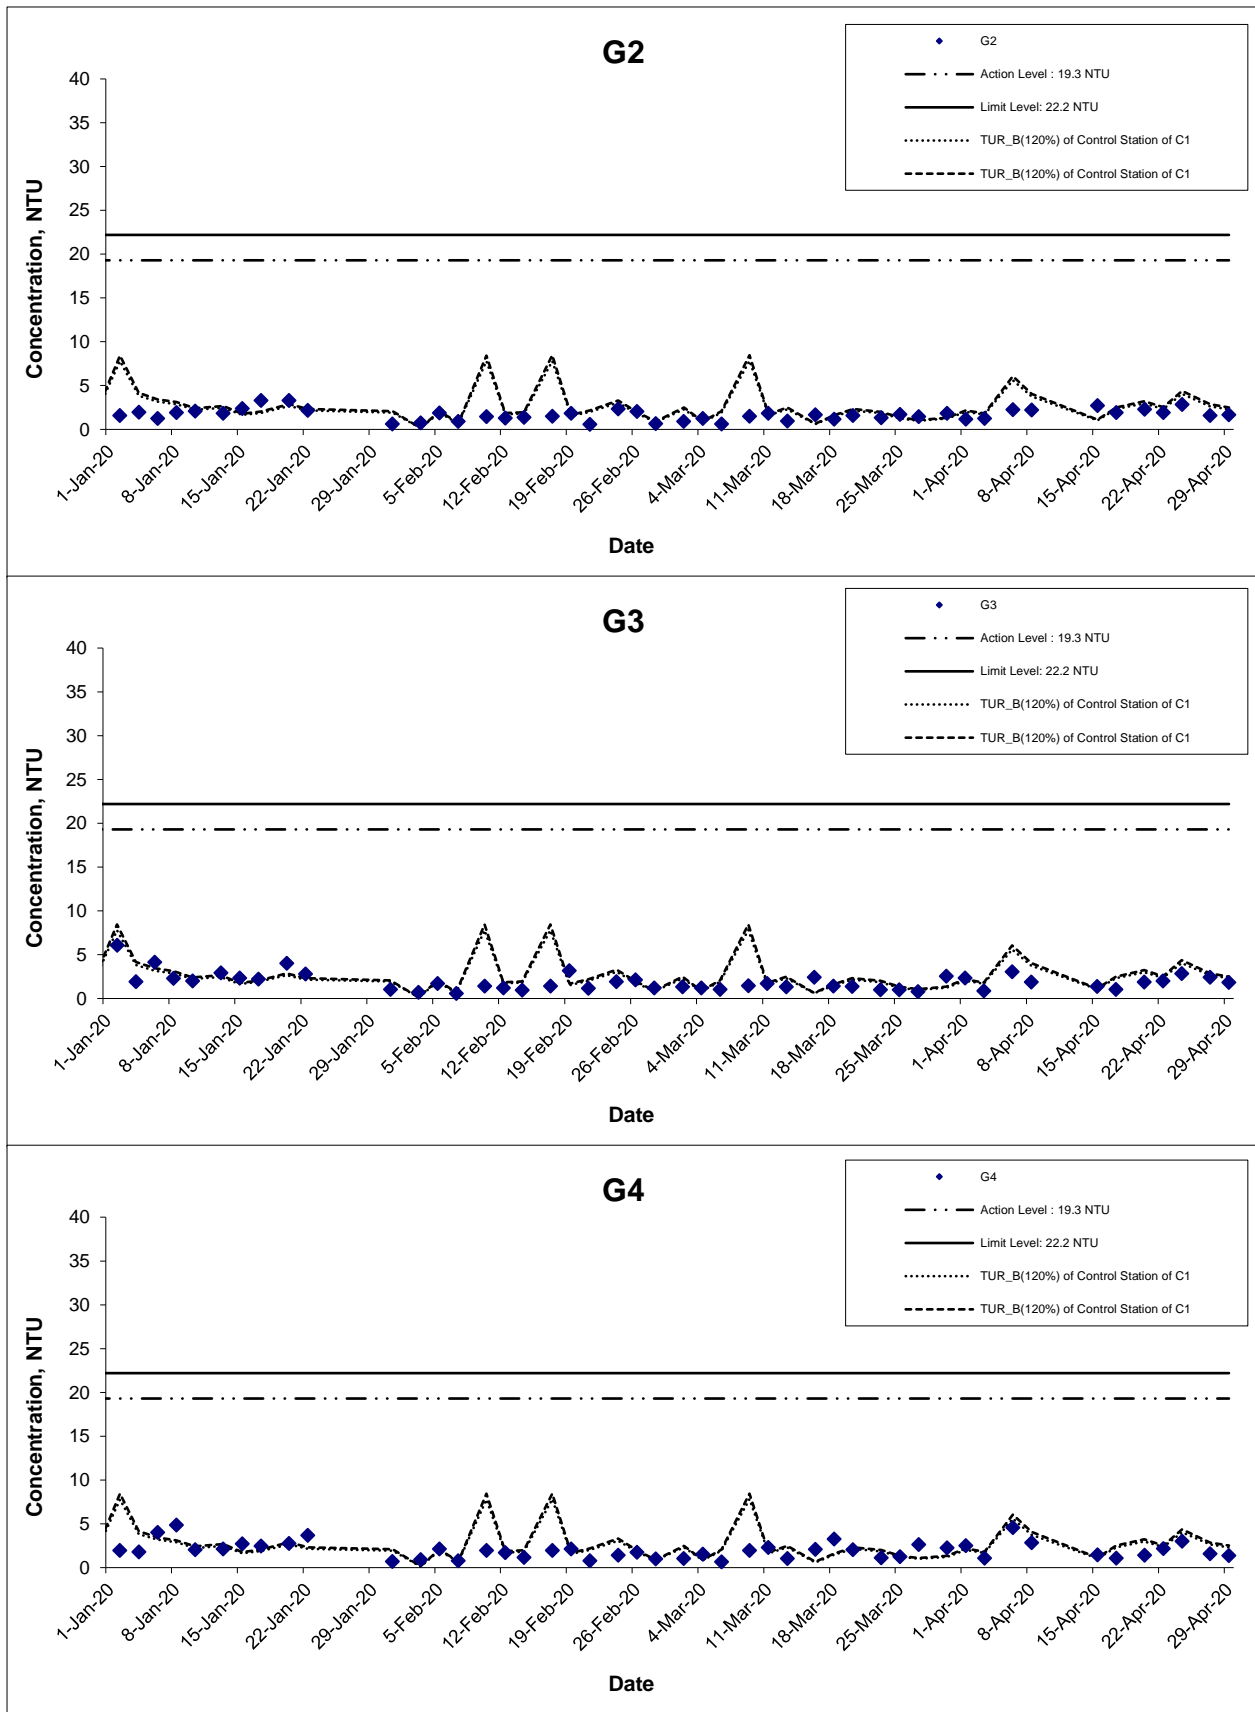 G2
G2
Action Level : 19.3 NTU
Limit Level: 22.2 NTU
TUR_B(120%) of Control Station of C1
TUR_B(120%) of Control Station of C1
Concentration, NTU
40
35
30
25
20
15
10
5
0
1-Jan-20
8-Jan-20
15-Jan-20
22-Jan-20
29-Jan-20
5-Feb-20
12-Feb-20
19-Feb-20
26-Feb-20
4-Mar-20
11-Mar-20
18-Mar-20
25-Mar-20
1-Apr-20
8-Apr-20
15-Apr-20
22-Apr-20
29-Apr-20
Date
G3
G3
Action Level : 19.3 NTU
Limit Level: 22.2 NTU
TUR_B(120%) of Control Station of C1
TUR_B(120%) of Control Station of C1
Concentration, NTU
40
35
30
25
20
15
10
5
0
1-Jan-20
8-Jan-20
15-Jan-20
22-Jan-20
29-Jan-20
5-Feb-20
12-Feb-20
19-Feb-20
26-Feb-20
4-Mar-20
11-Mar-20
18-Mar-20
25-Mar-20
1-Apr-20
8-Apr-20
15-Apr-20
22-Apr-20
29-Apr-20
Date
G4
G4
Action Level : 19.3 NTU
Limit Level: 22.2 NTU
TUR_B(120%) of Control Station of C1
TUR_B(120%) of Control Station of C1
Concentration, NTU
40
35
30
25
20
15
10
5
0
1-Jan-20
8-Jan-20
15-Jan-20
22-Jan-20
29-Jan-20
5-Feb-20
12-Feb-20
19-Feb-20
26-Feb-20
4-Mar-20
11-Mar-20
18-Mar-20
25-Mar-20
1-Apr-20
8-Apr-20
15-Apr-20
22-Apr-20
29-Apr-20
Date